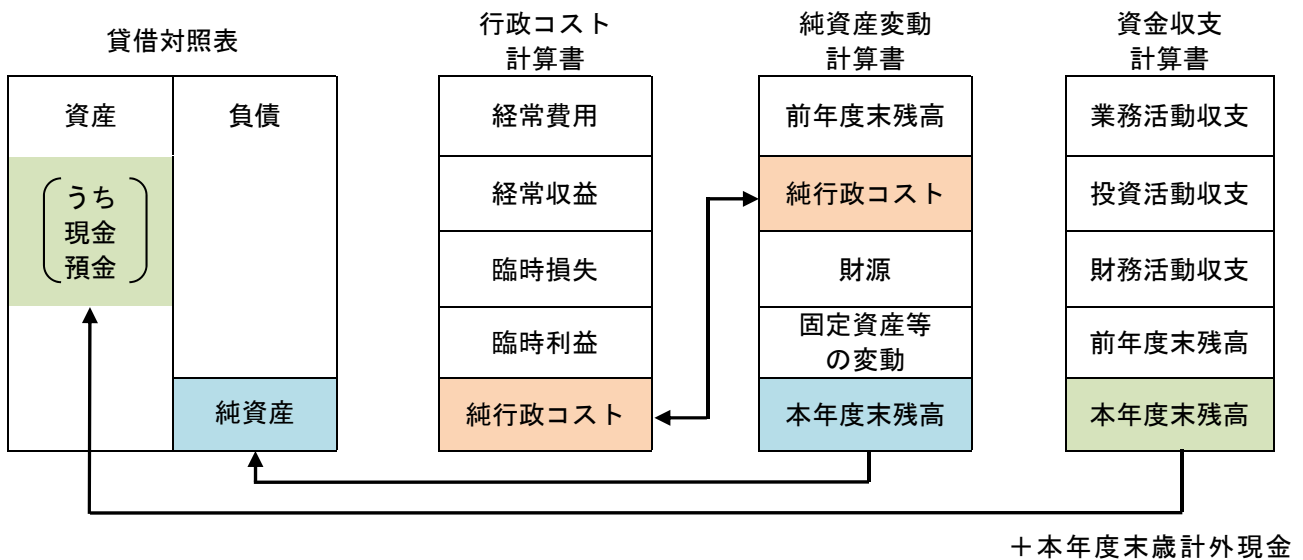 貸借対照表
資産
負債
うち
現金
預金
純資産
行政コスト
計算書
経常費用
経常収益
臨時損失
臨時利益
純行政コスト
純資産変動
計算書
前年度末残高
純行政コスト
財源
固定資産等
の変動
本年度末残高
資金収支
計算書
業務活動収支
投資活動収支
財務活動収支
前年度末残高
本年度末残高
＋本年度末歳計外現金